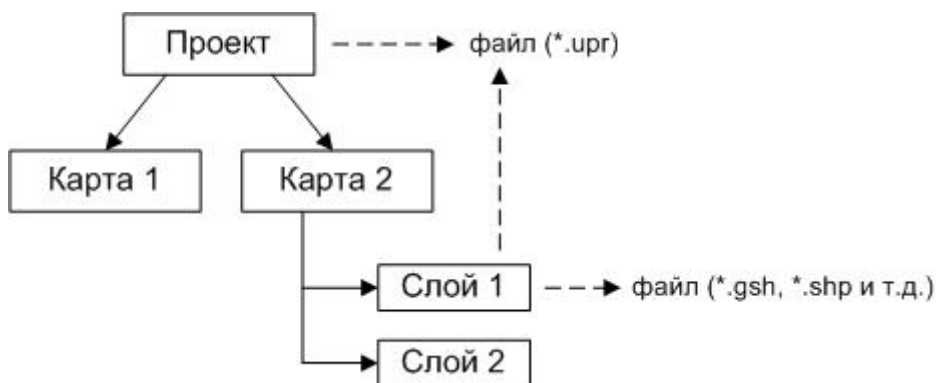 Проект
файл (*.upr)
Карта 1
Карта 2
Слой 1
файл (*.gsh, *.shp и т.д.)
Слой 2